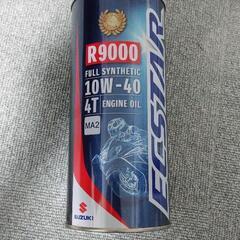 R9000
FULL SYNTHETIC
10W-40
4T ENGINE OIL
MA2
ECSTAR
SUZUKI